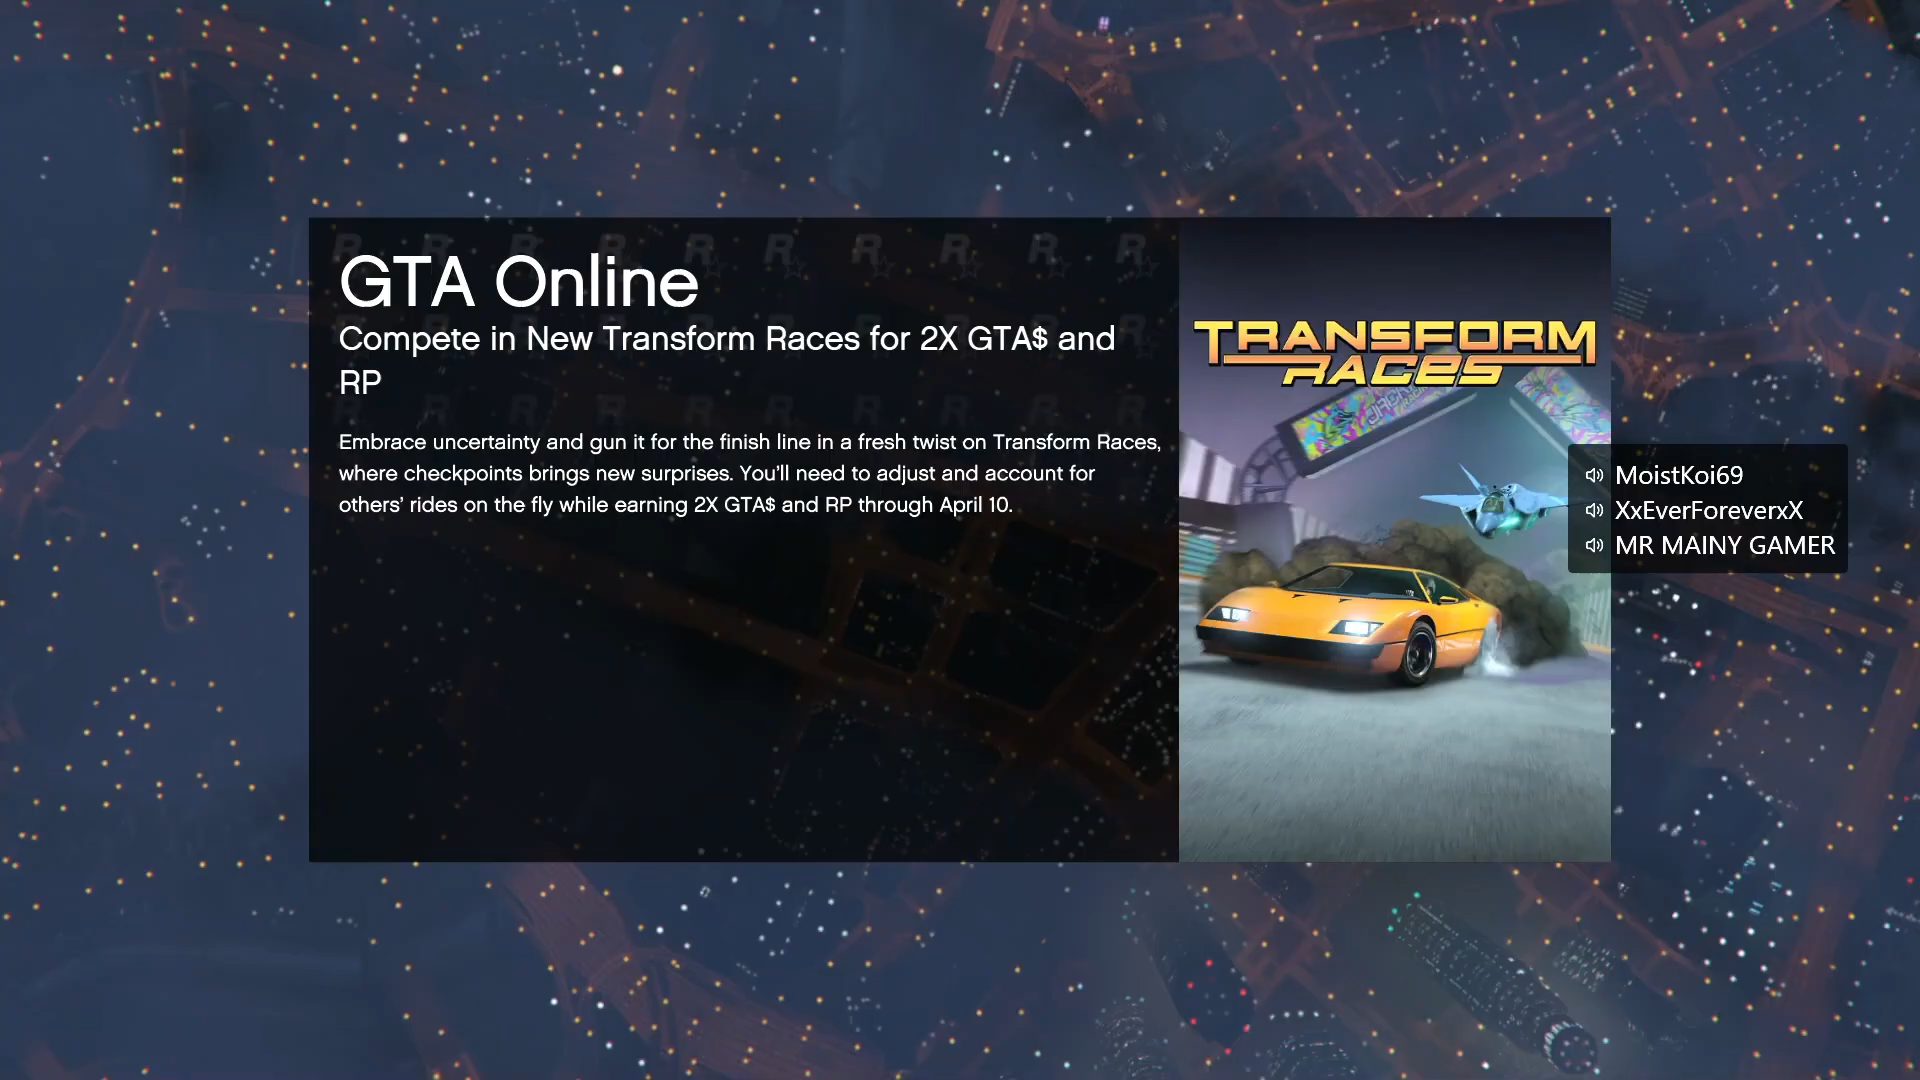 GTA Online
Compete in New Transform Races for 2X GTA$ and
RP
Embrace uncertainty and gun it for the finish line in a fresh twist on Transform Races,
where checkpoints brings new surprises. You'll need to adjust and account for
others' rides on the fly while earning 2X GTA$ and RP through April 10.
TRANSFORM
RACES
MoistKoi69
XxEverForeverxX
MR MAINY GAMER